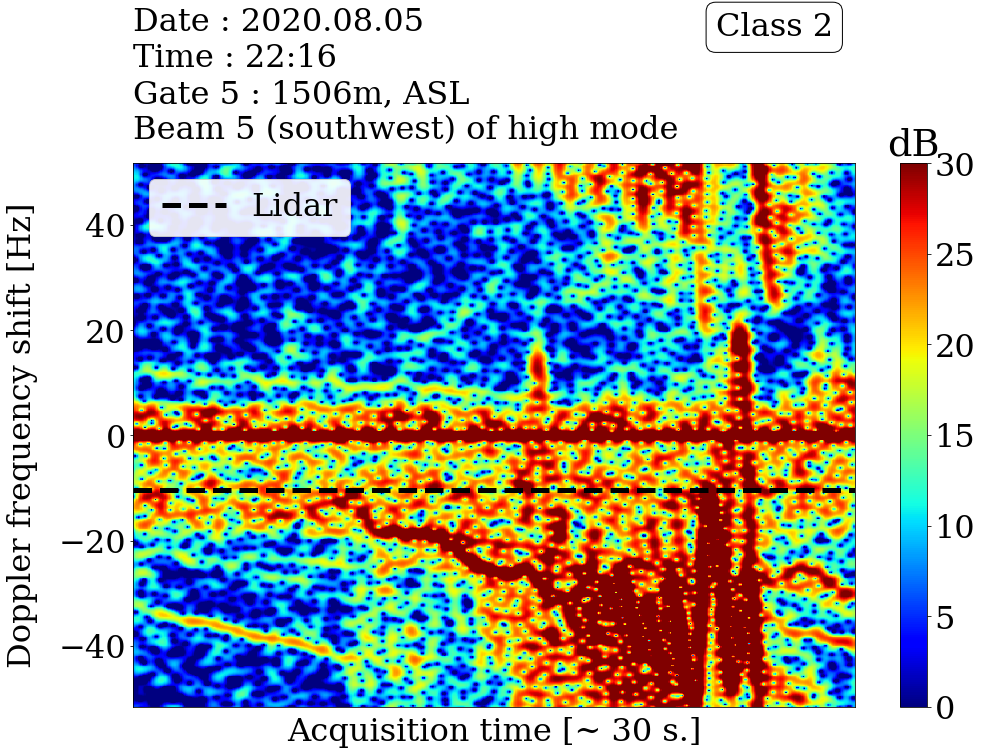 Date : 2020.08.05
Time : 22:16
Gate 5 : 1506m, ASL
Beam 5 (southwest) of high mode
Class 2
dB
Lidar
Doppler frequency shift [Hz]
40
20
0
−20
−40
Acquisition time [~ 30 s.]
30
25
20
15
10
5
0